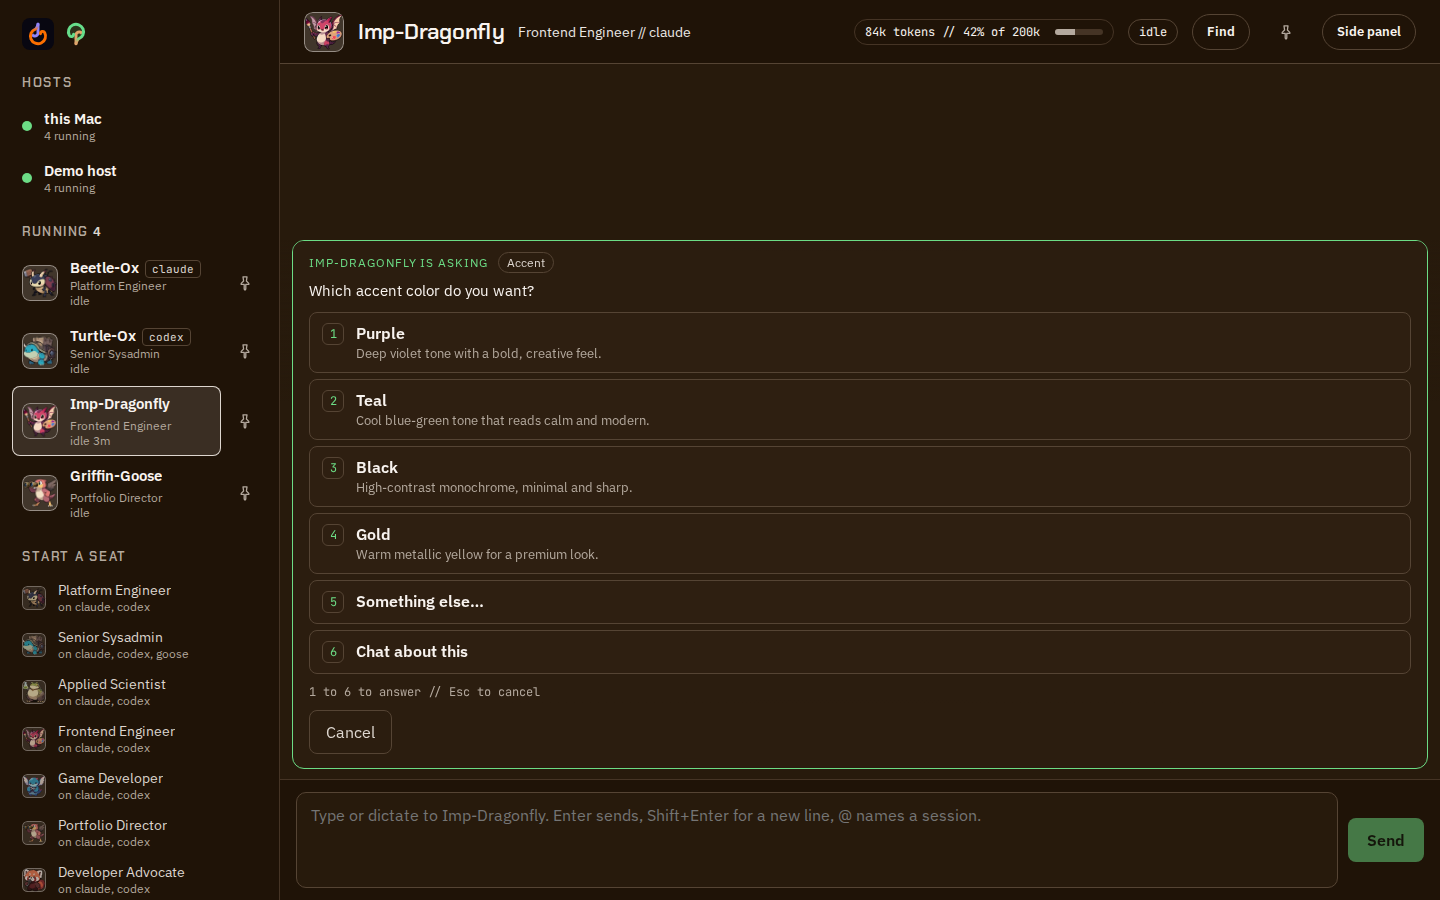 HOSTS
this Mac
4 running
Demo host
4 running
RUNNING 4
Beetle-Ox claude
Platform Engineer
idle
Turtle-Ox codex
Senior Sysadmin
idle
Imp-Dragonfly
Frontend Engineer
idle 3m
Griffin-Goose
Portfolio Director
idle
START A SEAT
Platform Engineer
on claude, codex
Senior Sysadmin
on claude, codex, goose
Applied Scientist
on claude, codex
Frontend Engineer
on claude, codex
Game Developer
on claude, codex
Portfolio Director
on claude, codex
Developer Advocate
on claude, codex
Imp-Dragonfly Frontend Engineer // claude 84k tokens // 42% of 200k idle Find Side panel
IMP-DRAGONFLY IS ASKING Accent
Which accent color do you want?
1 Purple
Deep violet tone with a bold, creative feel.
2 Teal
Cool blue-green tone that reads calm and modern.
3 Black
High-contrast monochrome, minimal and sharp.
4 Gold
Warm metallic yellow for a premium look.
5 Something else...
6 Chat about this
1 to 6 to answer // Esc to cancel
Cancel
Type or dictate to Imp-Dragonfly. Enter sends, Shift+Enter for a new line, @ names a session.
Send